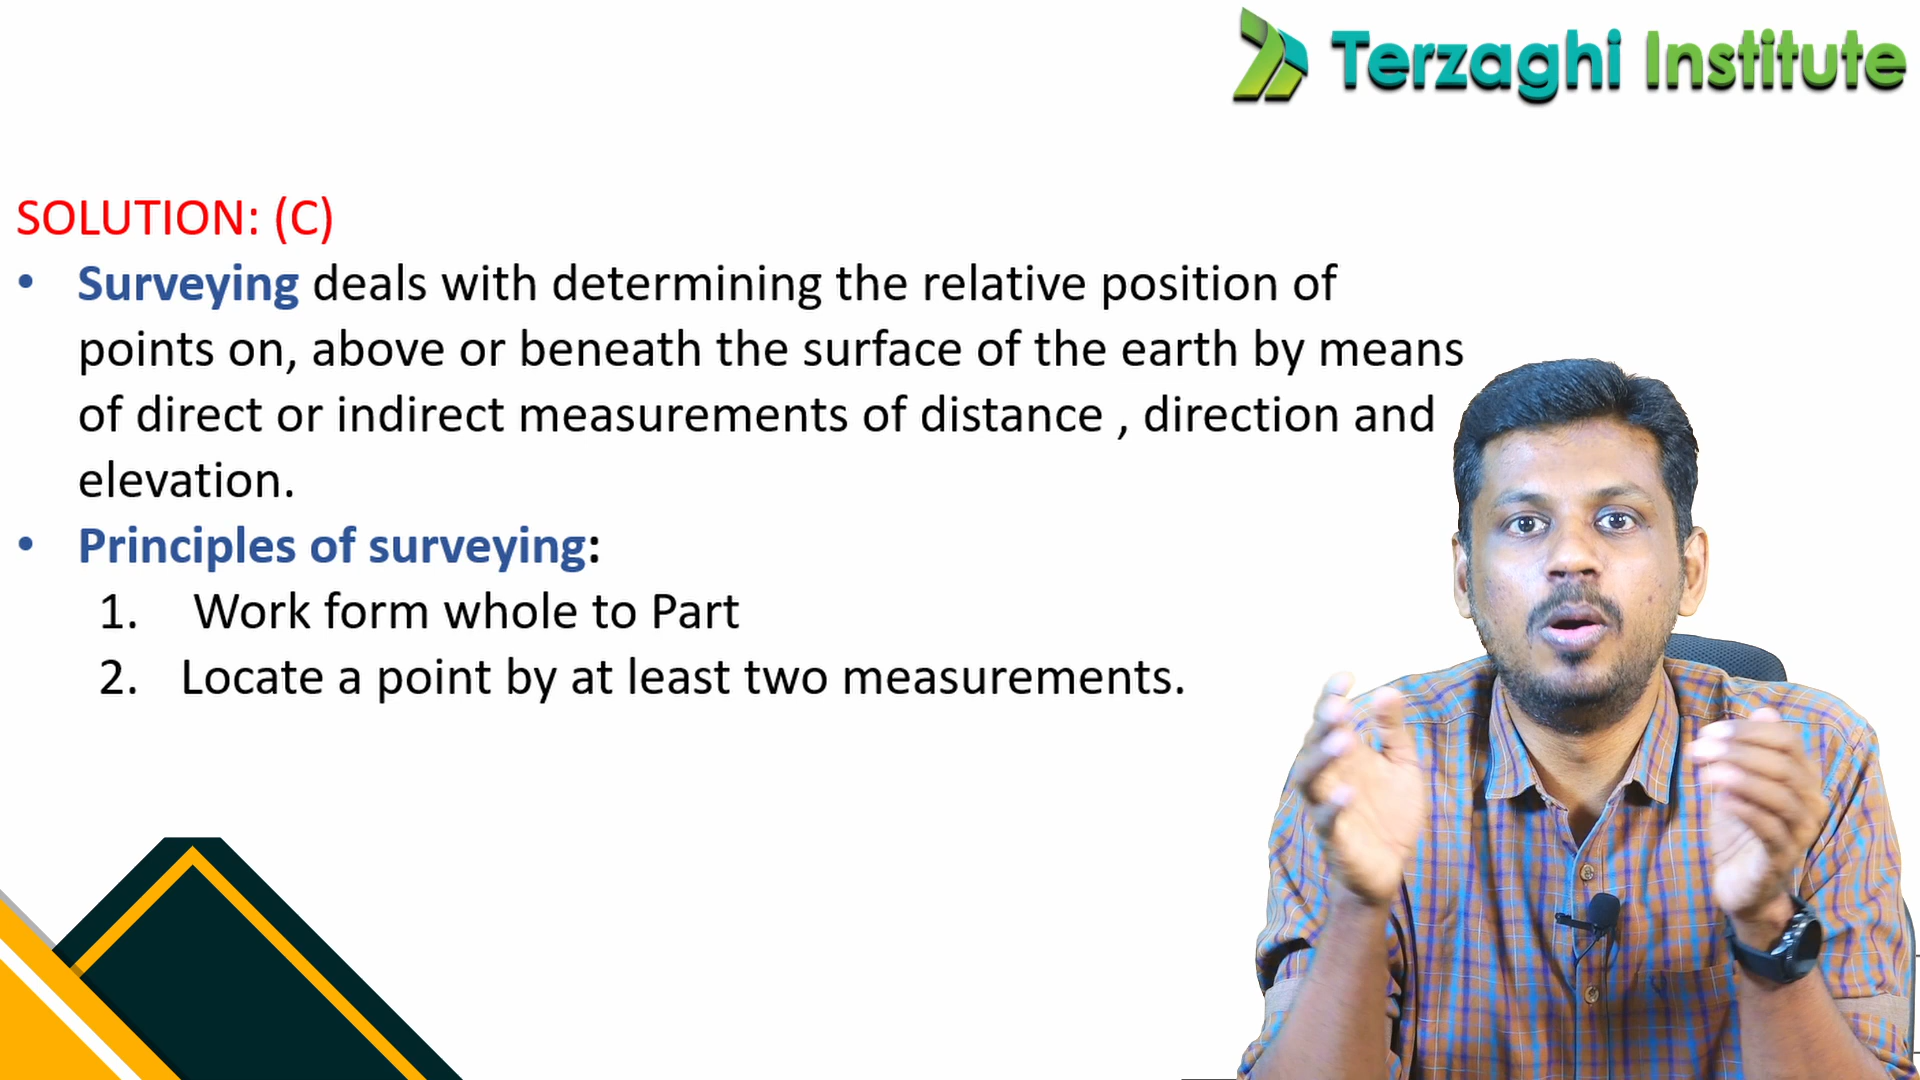 Terzaghi Institute
SOLUTION: (C)
• Surveying deals with determining the relative position of
points on, above or beneath the surface of the earth by means
of direct or indirect measurements of distance , direction and
elevation.
• Principles of surveying:
1. Work form whole to Part
2. Locate a point by at least two measurements.